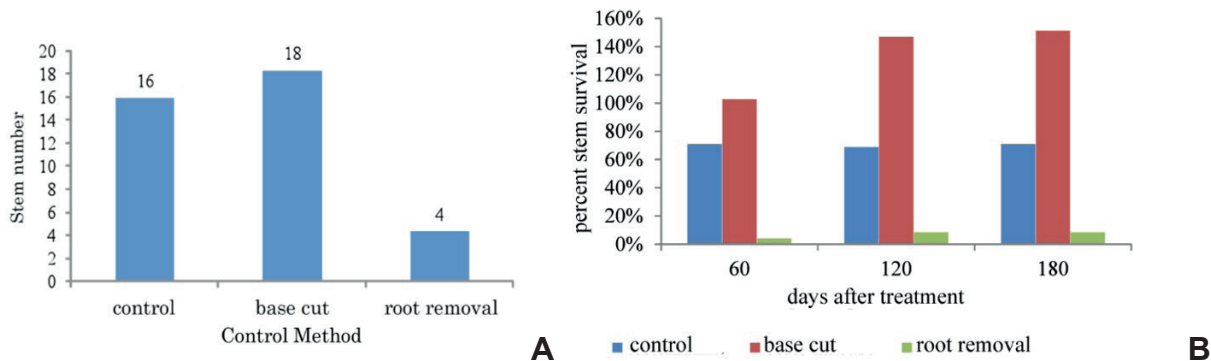 20
18
16
14
12
10
8
6
4
2
0
Stem number
16
18
4
control base cut root removal
Control Method
A
160%
140%
120%
100%
80%
60%
40%
20%
0%
percent stem survival
60 120 180
days after treatment
control base cut root removal
B